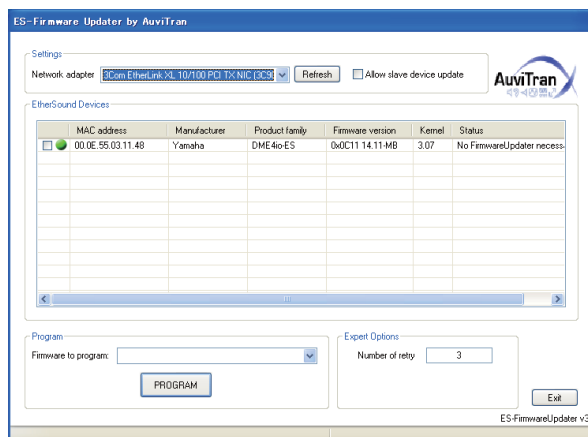 ES-Firmware Updater by AuviTran
Settings
Network adapter 3Com EtherLink XL 10/100 PCI TX NIC (3C9 Refresh Allow slave device update
AuviTran
EtherSound Devices
MAC address Manufacturer Product family Firmware version Kernel Status
00.0E.55.03.11.48 Yamaha DME4io-ES 0x0C11 14.11-MB 3.07 No FirmwareUpdater necess
Program
Firmware to program:
PROGRAM
Expert Options
Number of retry 3
Exit
ES-FirmwareUpdater v3